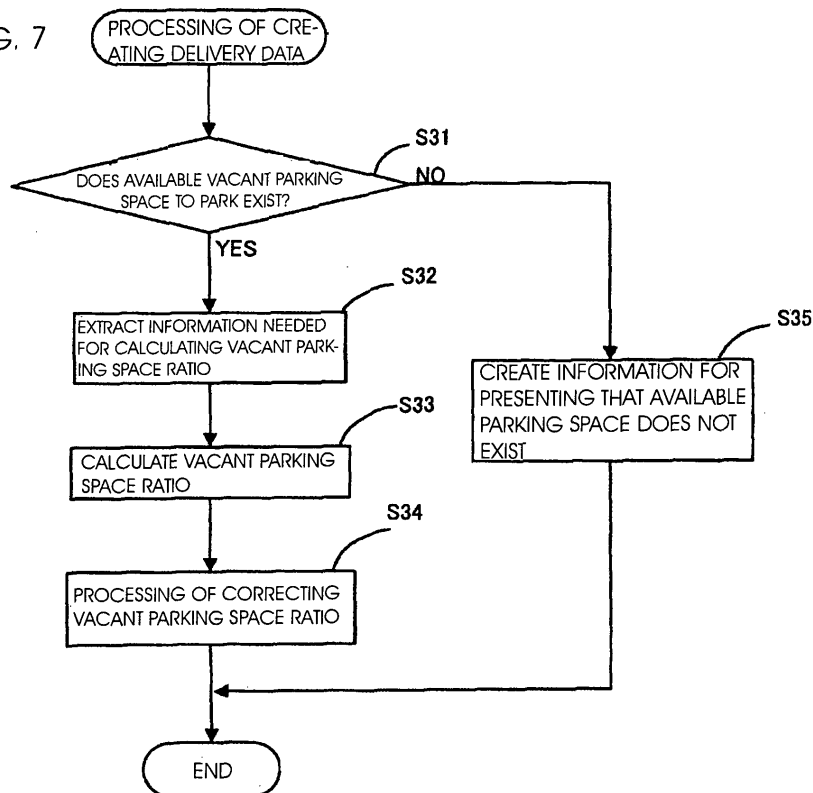 G. 7
PROCESSING OF CRE-
ATING DELIVERY DATA
S31
DOES AVAILABLE VACANT PARKING
SPACE TO PARK EXIST?
NO
YES
S32
EXTRACT INFORMATION NEEDED
FOR CALCULATING VACANT PARK-
ING SPACE RATIO
S35
CREATE INFORMATION FOR
PRESENTING THAT AVAILABLE
PARKING SPACE DOES NOT
EXIST
S33
CALCULATE VACANT PARKING
SPACE RATIO
S34
PROCESSING OF CORRECTING
VACANT PARKING SPACE RATIO
END